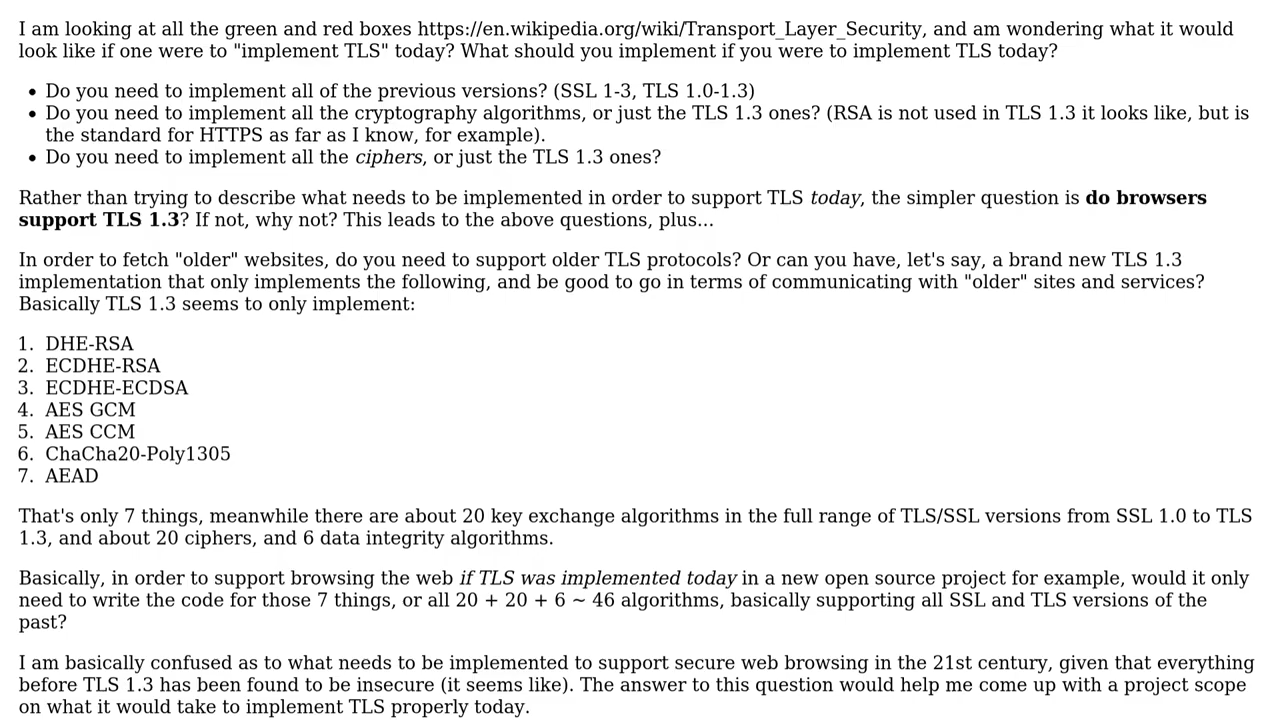 I am looking at all the green and red boxes https://en.wikipedia.org/wiki/Transport_Layer_Security, and am wondering what it would
look like if one were to "implement TLS" today? What should you implement if you were to implement TLS today?
• Do you need to implement all of the previous versions? (SSL 1-3, TLS 1.0-1.3)
• Do you need to implement all the cryptography algorithms, or just the TLS 1.3 ones? (RSA is not used in TLS 1.3 it looks like, but is
the standard for HTTPS as far as I know, for example).
• Do you need to implement all the ciphers, or just the TLS 1.3 ones?
Rather than trying to describe what needs to be implemented in order to support TLS today, the simpler question is do browsers
support TLS 1.3? If not, why not? This leads to the above questions, plus...
In order to fetch "older" websites, do you need to support older TLS protocols? Or can you have, let's say, a brand new TLS 1.3
implementation that only implements the following, and be good to go in terms of communicating with "older" sites and services?
Basically TLS 1.3 seems to only implement:
1. DHE-RSA
2. ECDHE-RSA
3. ECDHE-ECDSA
4. AES GCM
5. AES CCM
6. ChaCha20-Poly1305
7. AEAD
That's only 7 things, meanwhile there are about 20 key exchange algorithms in the full range of TLS/SSL versions from SSL 1.0 to TLS
1.3, and about 20 ciphers, and 6 data integrity algorithms.
Basically, in order to support browsing the web if TLS was implemented today in a new open source project for example, would it only
need to write the code for those 7 things, or all 20 + 20 + 6 ~ 46 algorithms, basically supporting all SSL and TLS versions of the
past?
I am basically confused as to what needs to be implemented to support secure web browsing in the 21st century, given that everything
before TLS 1.3 has been found to be insecure (it seems like). The answer to this question would help me come up with a project scope
on what it would take to implement TLS properly today.